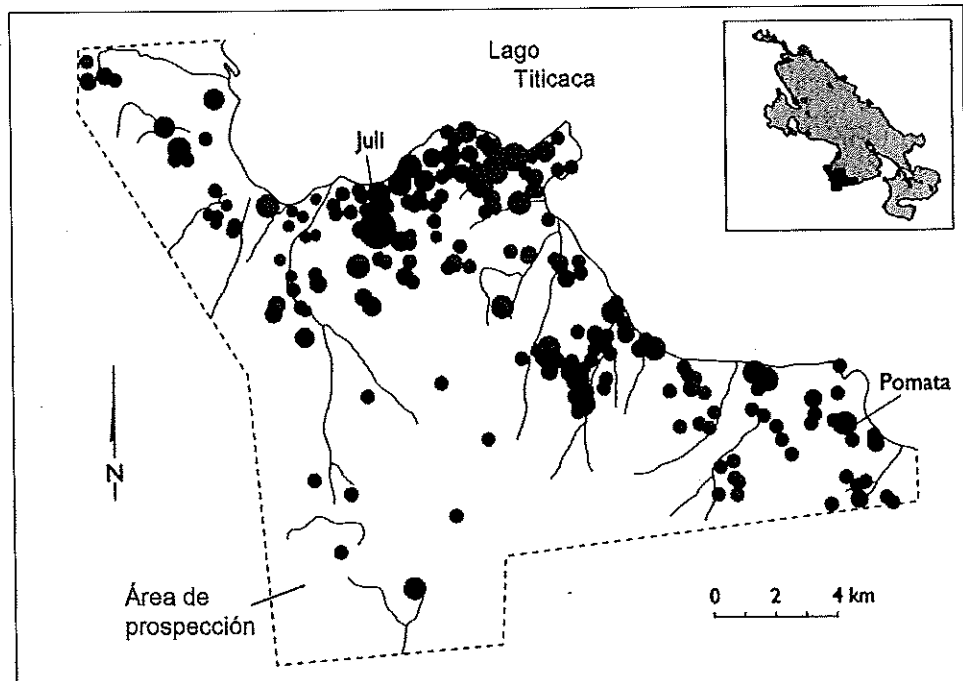 Lago
Titicaca
Juli
Pomata
N
Área de
prospección
0 2 4 km